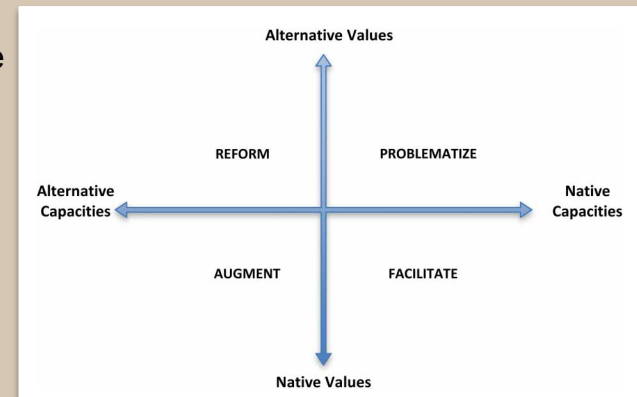 Alternative Values
e
REFORM PROBLEMATIZE
Alternative
Capacities
Native
Capacities
AUGMENT FACILITATE
Native Values